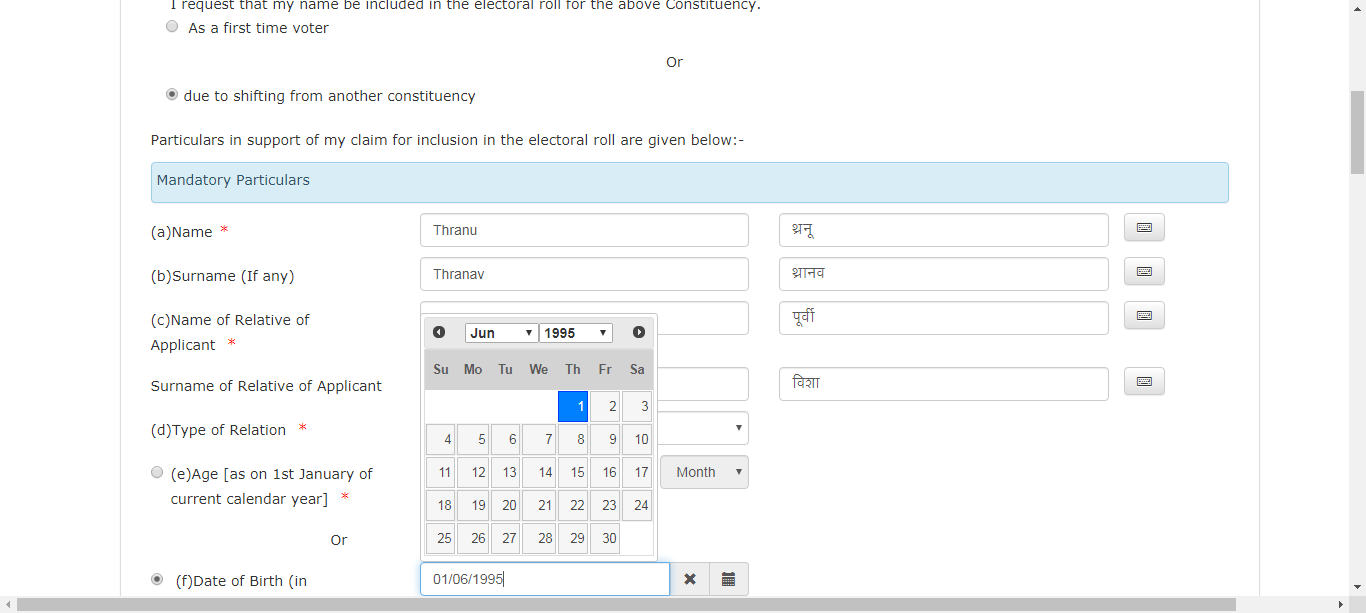 I request that my name be included in the electoral roll for the above Constituency.
As a first time voter
Or
due to shifting from another constituency
Particulars in support of my claim for inclusion in the electoral roll are given below:-
Mandatory Particulars
(a)Name * Thranu थ्रनू
(b)Surname (If any) Thranav थ्रानव
(c)Name of Relative of
Applicant * पूर्वी
Surname of Relative of Applicant विशा
(d)Type of Relation *
(e)Age [as on 1st January of
current calendar year] * Month
Or
(f)Date of Birth (in 01/06/1995
Jun 1995
Su Mo Tu We Th Fr Sa
1 2 3
4 5 6 7 8 9 10
11 12 13 14 15 16 17
18 19 20 21 22 23 24
25 26 27 28 29 30